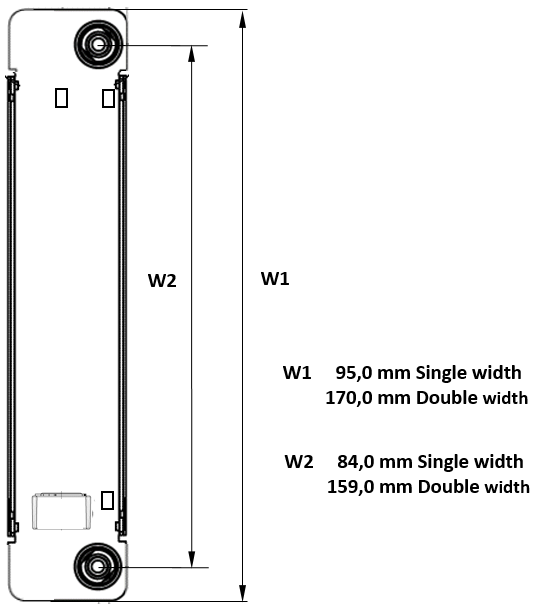 W2
W1
W1 95,0 mm Single width
170,0 mm Double width
W2 84,0 mm Single width
159,0 mm Double width